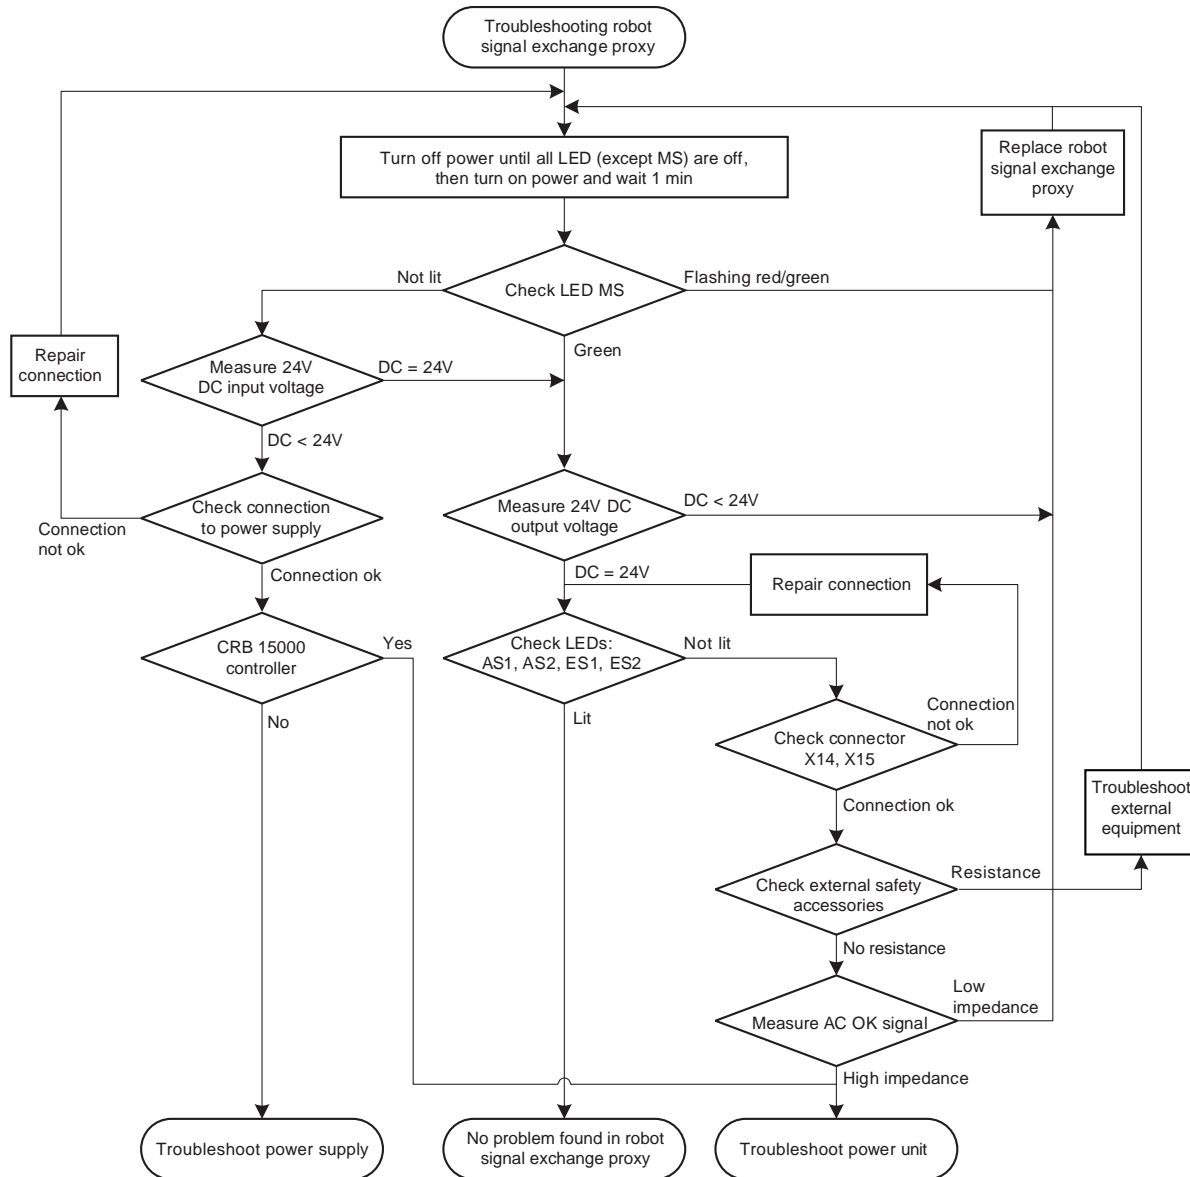 Troubleshooting robot
signal exchange proxy
Turn off power until all LED (except MS) are off,
then turn on power and wait 1 min
Replace robot
signal exchange
proxy
Not lit
Check LED MS
Flashing red/green
Green
Repair
connection
Measure 24V
DC input voltage
DC = 24V
DC < 24V
Check connection
to power supply
Connection
not ok
Connection ok
Measure 24V DC
output voltage
DC < 24V
DC = 24V
Repair connection
CRB 15000
controller
Yes
No
Check LEDs:
AS1, AS2, ES1, ES2
Not lit
Lit
Connection
not ok
Check connector
X14, X15
Connection ok
Troubleshoot
external
equipment
Check external safety
accessories
Resistance
No resistance
Low
impedance
Measure AC OK signal
High impedance
Troubleshoot power supply
No problem found in robot
signal exchange proxy
Troubleshoot power unit